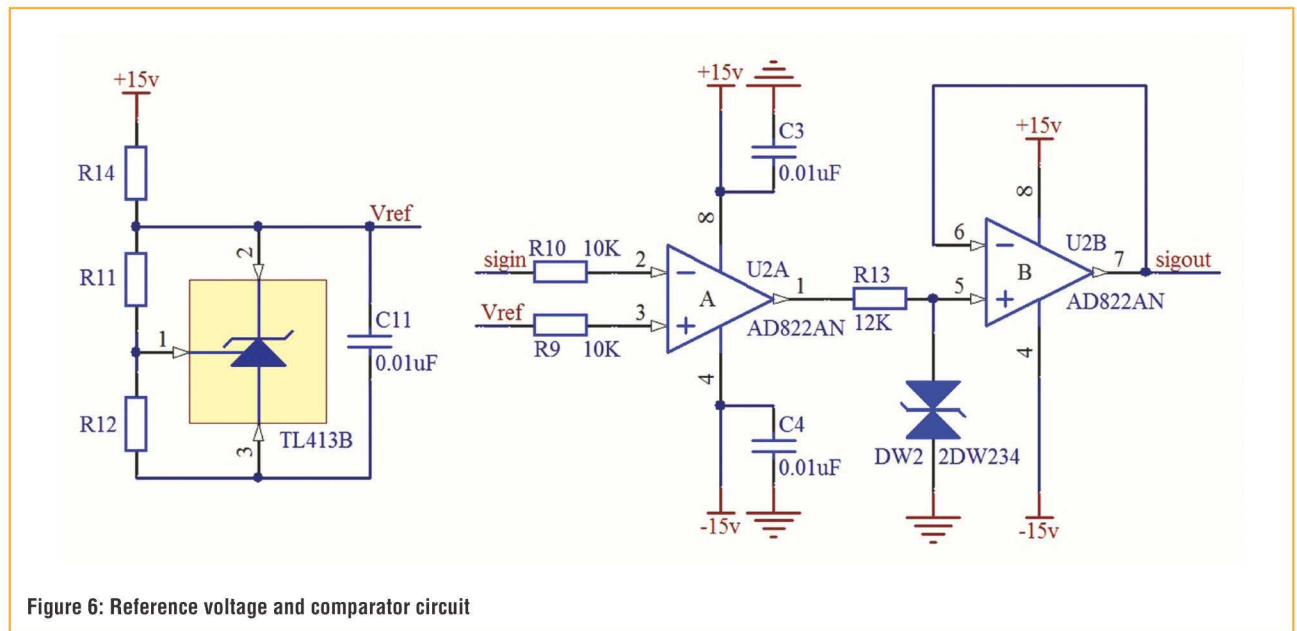 +15v
R14
Vref
R11
2
1
C11
0.01uF
R12
3
TL413B
+15v
C3
0.01uF
8
sigin
R10
10K
2
−
U2A
A
1
Vref
R9
10K
3
+
AD822AN
4
C4
0.01uF
-15v
R13
12K
+15v
8
6
−
U2B
B
7
sigout
5
+
AD822AN
4
DW2
2DW234
-15v
Figure 6: Reference voltage and comparator circuit